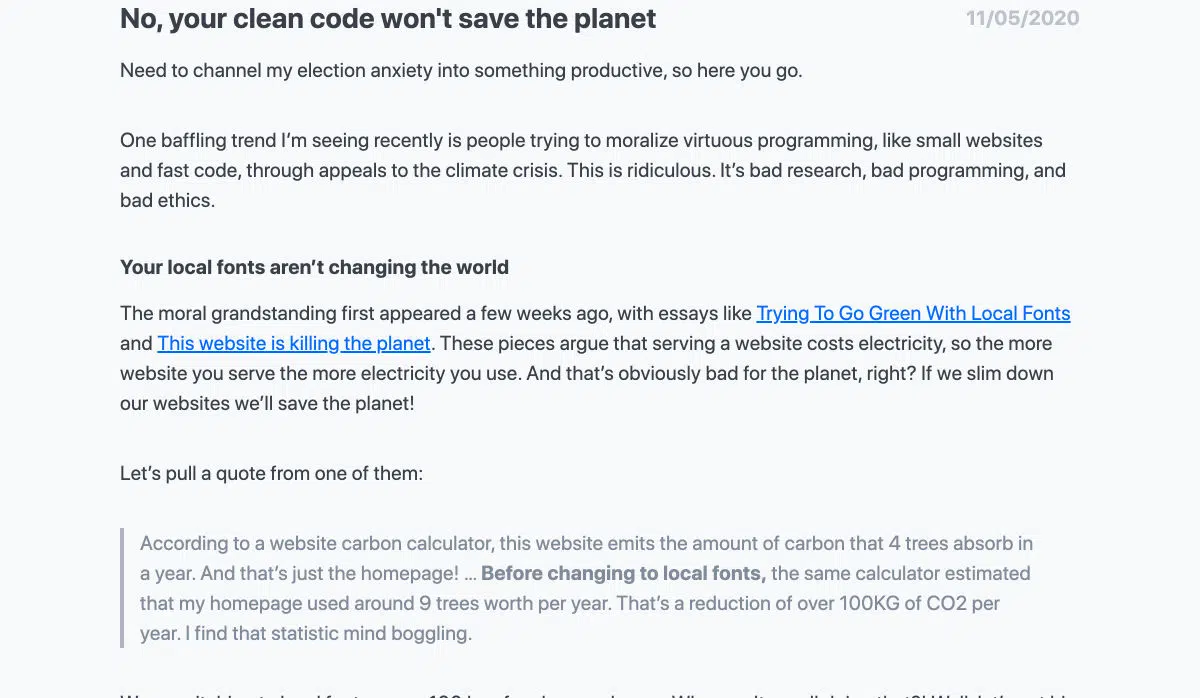 No, your clean code won't save the planet
11/05/2020
Need to channel my election anxiety into something productive, so here you go.
One baffling trend I’m seeing recently is people trying to moralize virtuous programming, like small websites
and fast code, through appeals to the climate crisis. This is ridiculous. It’s bad research, bad programming, and
bad ethics.
Your local fonts aren’t changing the world
The moral grandstanding first appeared a few weeks ago, with essays like Trying To Go Green With Local Fonts
and This website is killing the planet. These pieces argue that serving a website costs electricity, so the more
website you serve the more electricity you use. And that’s obviously bad for the planet, right? If we slim down
our websites we’ll save the planet!
Let’s pull a quote from one of them:
According to a website carbon calculator, this website emits the amount of carbon that 4 trees absorb in
a year. And that’s just the homepage! … Before changing to local fonts, the same calculator estimated
that my homepage used around 9 trees worth per year. That’s a reduction of over 100KG of CO2 per
year. I find that statistic mind boggling.